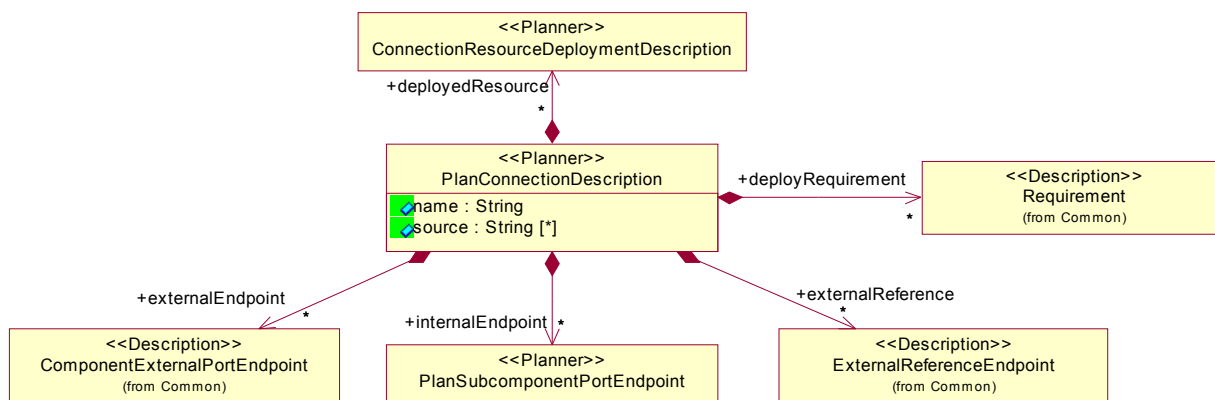 <<Planner>>
ConnectionResourceDeploymentDescription
+deployedResource
*
<<Planner>>
PlanConnectionDescription
name : String
source : String [*]
+deployRequirement
*
<<Description>>
Requirement
(from Common)
+externalEndpoint
*
+internalEndpoint
*
+externalReference
*
<<Description>>
ComponentExternalPortEndpoint
(from Common)
<<Planner>>
PlanSubcomponentPortEndpoint
<<Description>>
ExternalReferenceEndpoint
(from Common)